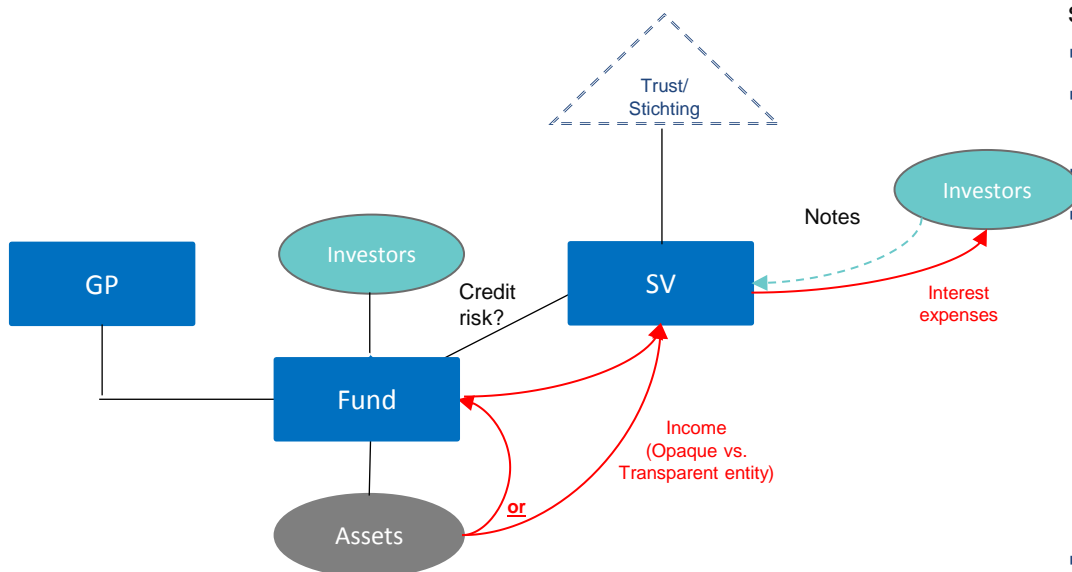 S
Trust/
Stichting
Investors
Notes
Investors
GP
Credit
risk?
SV
Interest
expenses
Fund
Income
(Opaque vs.
Transparent entity)
or
Assets